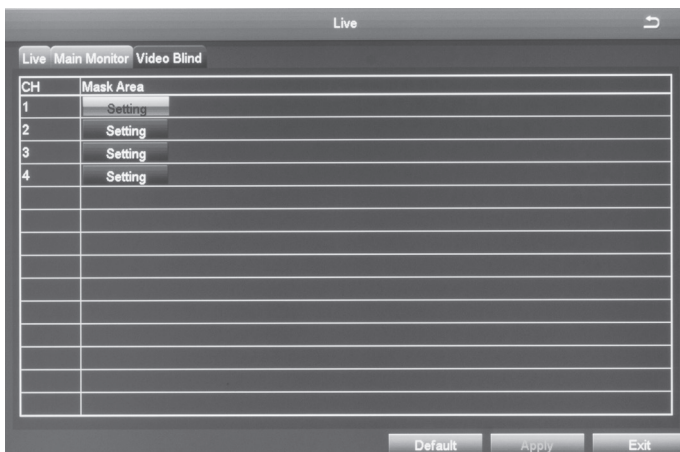 Live
Live Main Monitor Video Blind
CH Mask Area
1 Setting
2 Setting
3 Setting
4 Setting
Default Apply Exit